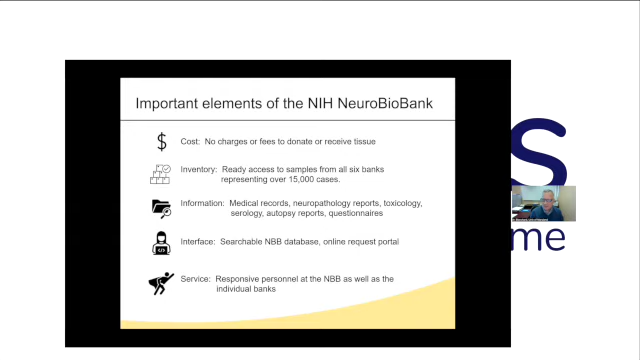 Important elements of the NIH NeuroBioBank
$ Cost: No charges or fees to donate or receive tissue
Inventory: Ready access to samples from all six banks
representing over 15,000 cases.
Information: Medical records, neuropathology reports, toxicology,
serology, autopsy reports, questionnaires
Interface: Searchable NBB database, online request portal
Service: Responsive personnel at the NBB as well as the
individual banks
s
me